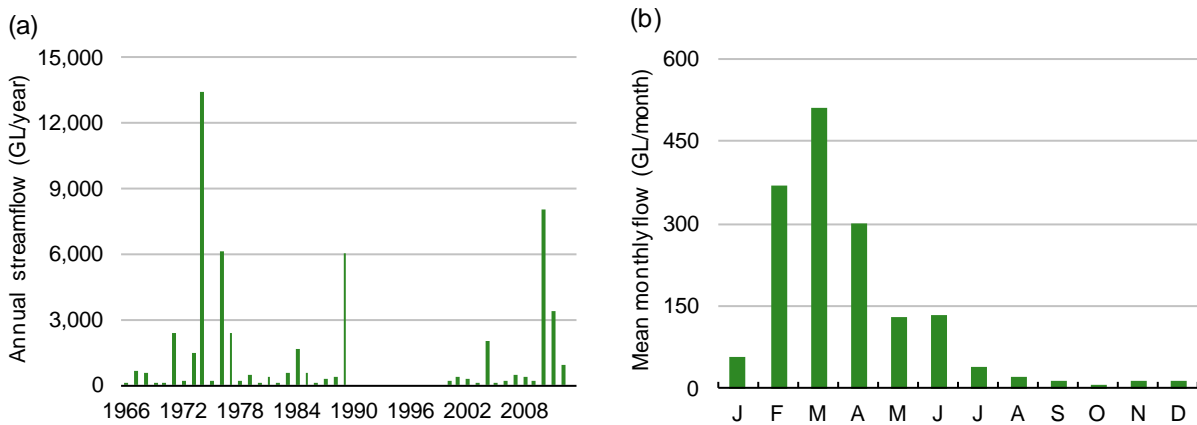 (a)
Annual streamflow (GL/year)
15,000
12,000
9,000
6,000
3,000
0
1966 1972 1978 1984 1990 1996 2002 2008
(b)
Mean monthly flow (GL/month)
600
450
300
150
0
J F M A M J J A S O N D